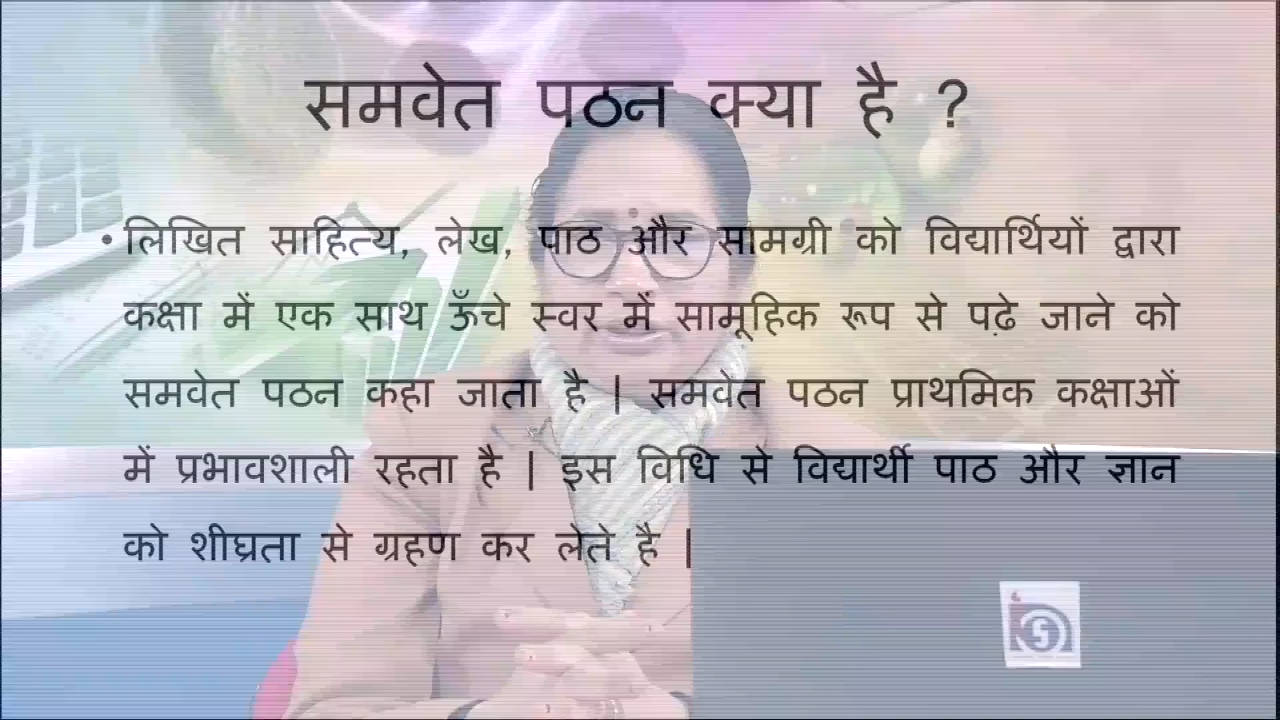 समवेत पठन क्या है ?
• लिखित साहित्य, लेख, पाठ और सामग्री को विद्यार्थियों द्वारा
कक्षा में एक साथ ऊँचे स्वर में सामूहिक रूप से पढ़े जाने को
समवेत पठन कहा जाता है | समवेत पठन प्राथमिक कक्षाओं
में प्रभावशाली रहता है | इस विधि से विद्यार्थी पाठ और ज्ञान
को शीघ्रता से ग्रहण कर लेते है |